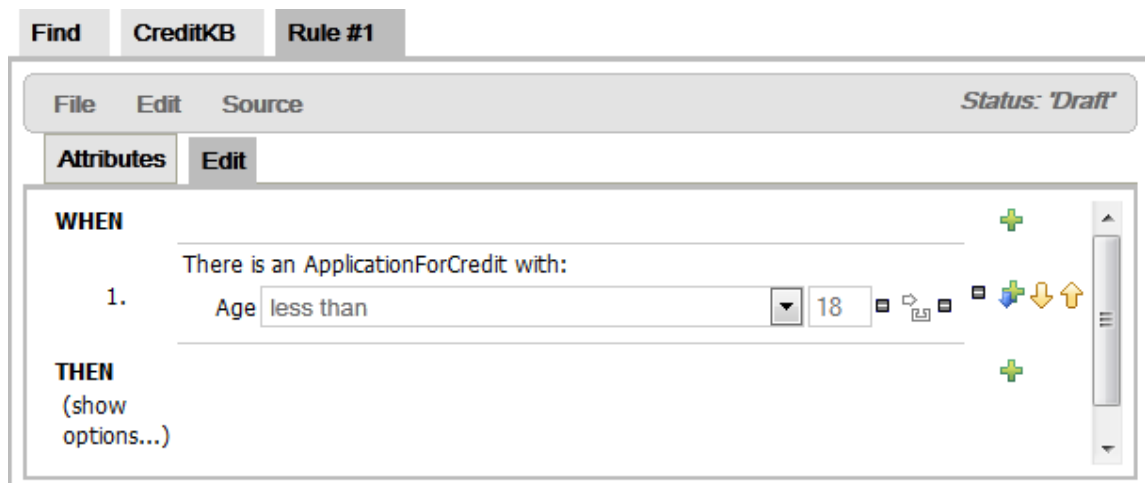 Find CreditKB Rule #1
File Edit Source Status: 'Draft'
Attributes Edit
WHEN
There is an ApplicationForCredit with:
1.
Age less than 18
THEN
(show
options...)